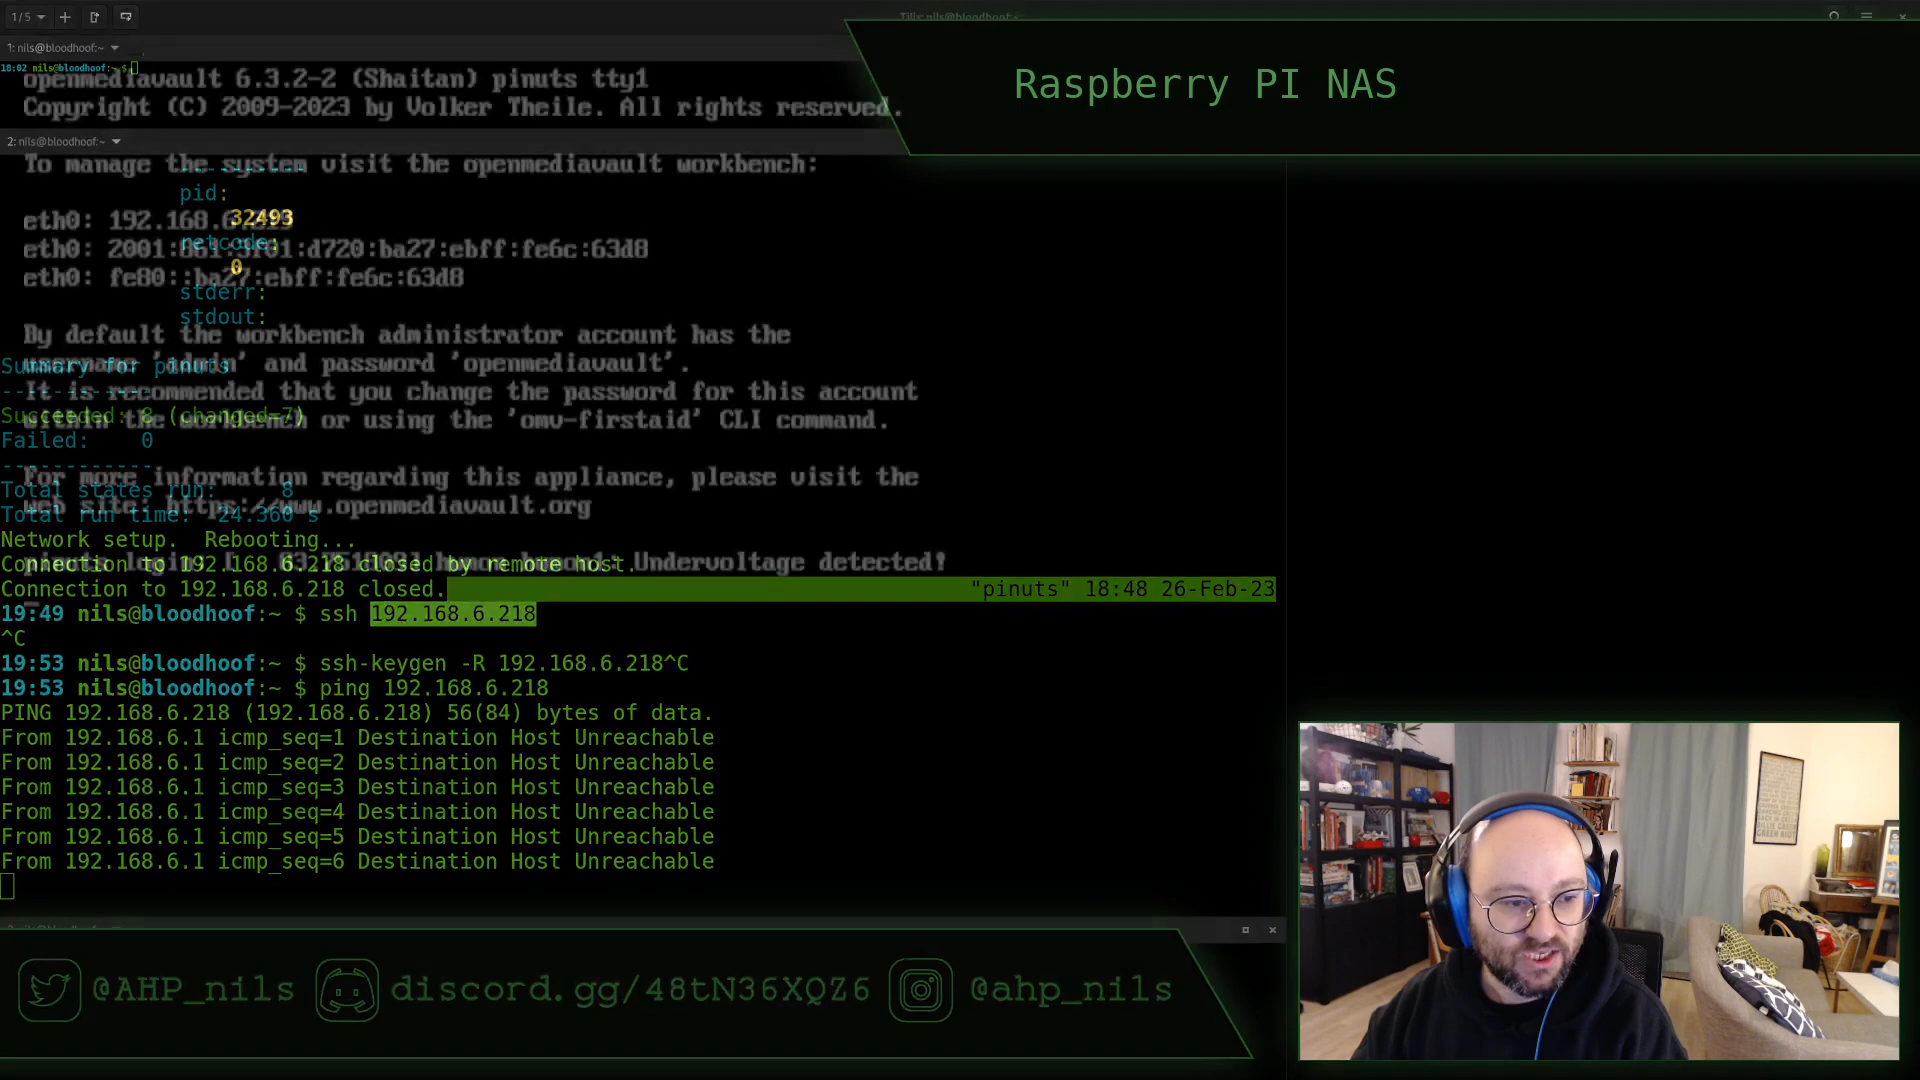 1/5
Tilix: nils@bloodhoof:~
1: nils@bloodhoof:~
18:02 nils@bloodhoof:~ $
openmediavault 6.3.2-2 (Shaitan) pinuts tty1
Copyright (C) 2009-2023 by Volker Theile. All rights reserved.
Raspberry PI NAS
2: nils@bloodhoof:~
To manage the system visit the openmediavault workbench:
----------
pid:
32493
eth0: 192.168.6.
retcode:
eth0: 2001:861:3f01:d720:ba27:ebff:fe6c:63d8
0
eth0: fe80::ba27:ebff:fe6c:63d8
stderr:
stdout:
By default the workbench administrator account has the
username 'admin' and password 'openmediavault'.
Summary for pinuts
It is recommended that you change the password for this account
------------
Succeeded: 8 (changed=7)
within the workbench or using the 'omv-firstaid' CLI command.
Failed: 0
------------
For more information regarding this appliance, please visit the
Total states run: 8
web site: https://www.openmediavault.org
Total run time: 24.360 s
Network setup. Rebooting...
pinuts login: hwmon hwmon1: Undervoltage detected!
Connection to 192.168.6.218 closed by remote host.
Connection to 192.168.6.218 closed.
"pinuts" 18:48 26-Feb-23
19:49 nils@bloodhoof:~ $ ssh 192.168.6.218
^C
19:53 nils@bloodhoof:~ $ ssh-keygen -R 192.168.6.218^C
19:53 nils@bloodhoof:~ $ ping 192.168.6.218
PING 192.168.6.218 (192.168.6.218) 56(84) bytes of data.
From 192.168.6.1 icmp_seq=1 Destination Host Unreachable
From 192.168.6.1 icmp_seq=2 Destination Host Unreachable
From 192.168.6.1 icmp_seq=3 Destination Host Unreachable
From 192.168.6.1 icmp_seq=4 Destination Host Unreachable
From 192.168.6.1 icmp_seq=5 Destination Host Unreachable
From 192.168.6.1 icmp_seq=6 Destination Host Unreachable
@AHP_nils
discord.gg/48tN36XQZ6
@ahp_nils